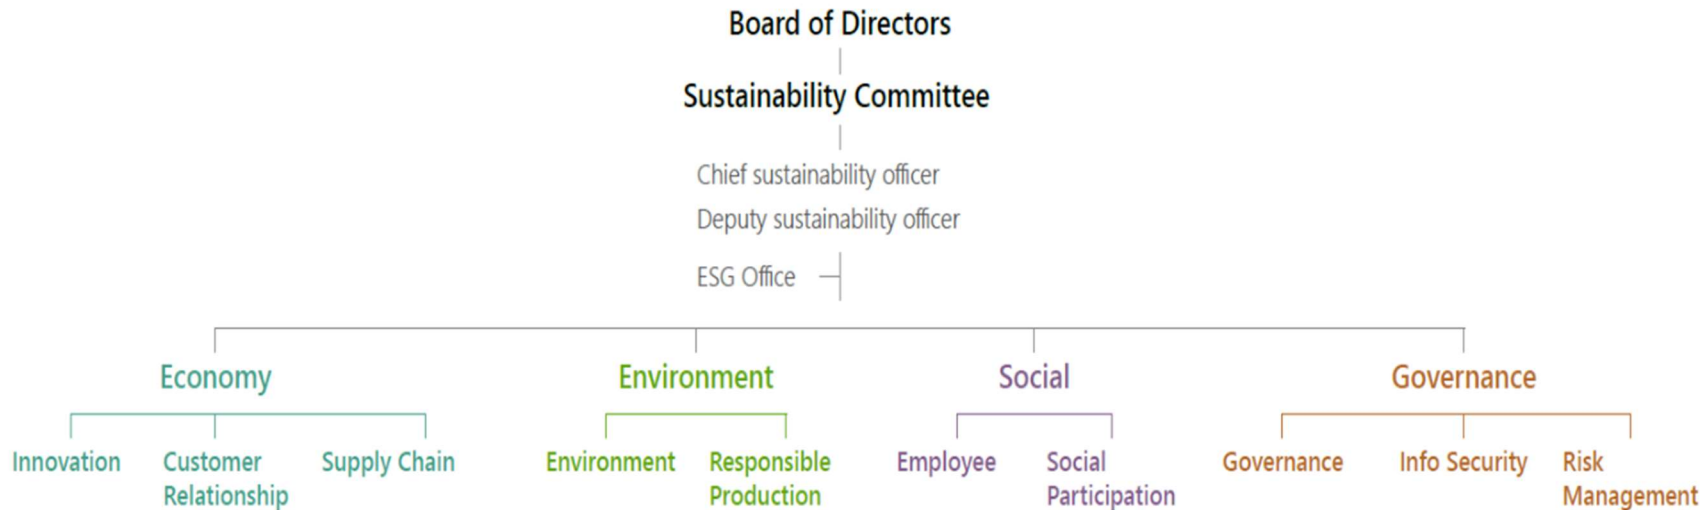 Board of Directors
Sustainability Committee
Chief sustainability officer
Deputy sustainability officer
ESG Office
Economy
Environment
Social
Governance
Innovation
Customer
Relationship
Supply Chain
Environment
Responsible
Production
Employee
Social
Participation
Governance
Info Security
Risk
Management